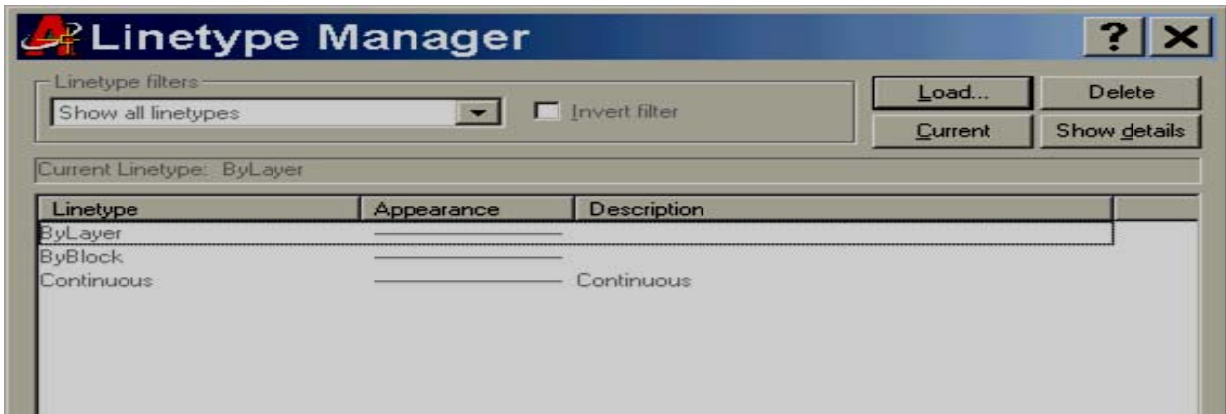 Linetype Manager
? X
Linetype filters
Show all linetypes
Invert filter
Load...
Delete
Current
Show details
Current Linetype: ByLayer
Linetype Appearance Description
ByLayer
ByBlock
Continuous Continuous